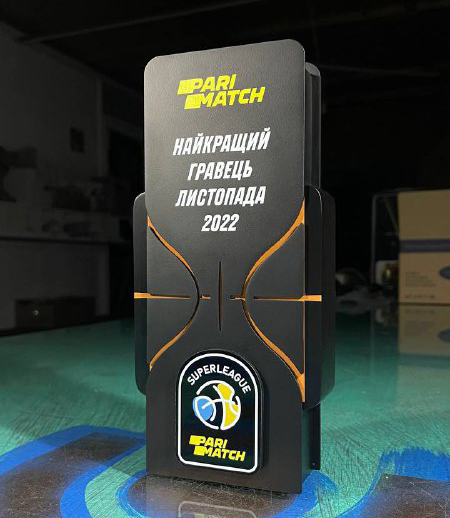 PARI
MATCH
НАЙКРАЩИЙ
ГРАВЕЦЬ
ЛИСТОПАДА
2022
SUPERLEAGUE
PARI
MATCH